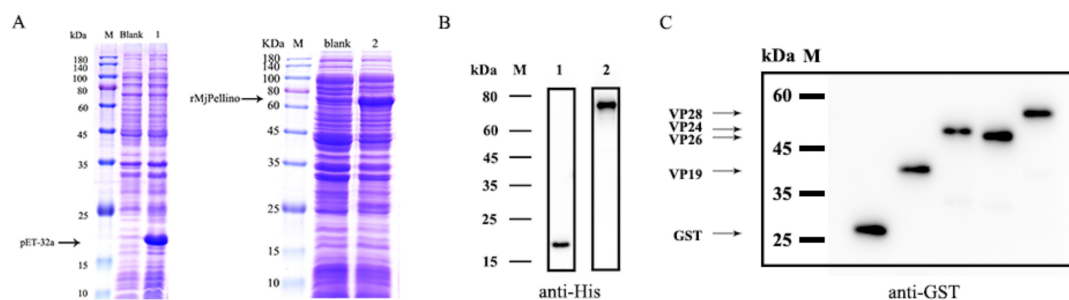 A
kDa M Blank 1
180
140
100
80
60
45
35
25
15
10
pET-32a
KDa M blank 2
180
140
100
80
60
45
35
25
15
10
rMjPellino
B
kDa M 1 2
80
60
45
35
25
15
anti-His
C
kDa M
60
45
35
25
VP28
VP24
VP26
VP19
GST
anti-GST